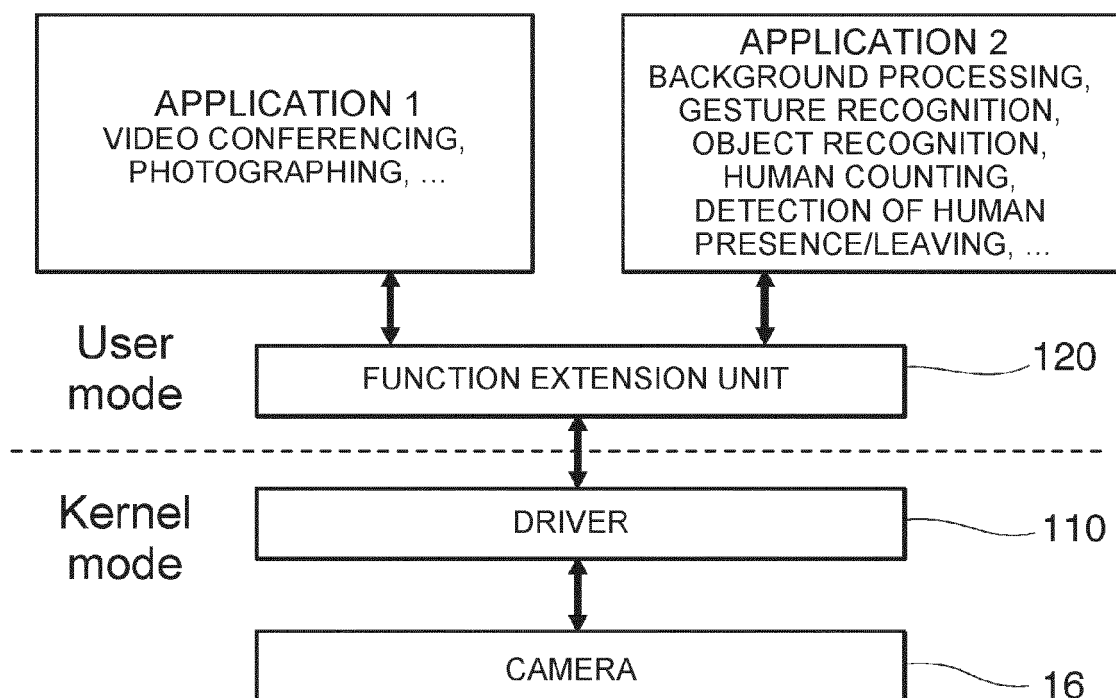 APPLICATION 1
VIDEO CONFERENCING,
PHOTOGRAPHING, ...
APPLICATION 2
BACKGROUND PROCESSING,
GESTURE RECOGNITION,
OBJECT RECOGNITION,
HUMAN COUNTING,
DETECTION OF HUMAN
PRESENCE/LEAVING, ...
User
mode
FUNCTION EXTENSION UNIT
120
Kernel
mode
DRIVER
110
CAMERA
16